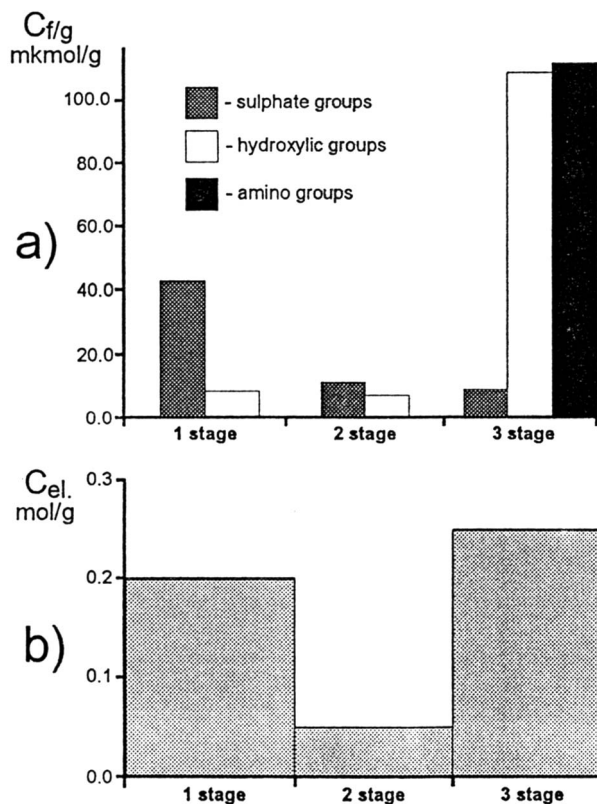 C f/g
mkmol/g
100.0
80.0
60.0
40.0
20.0
0.0
- sulphate groups
- hydroxylic groups
- amino groups
a)
1 stage 2 stage 3 stage
C el.
mol/g
0.3
0.2
0.1
0.0
b)
1 stage 2 stage 3 stage